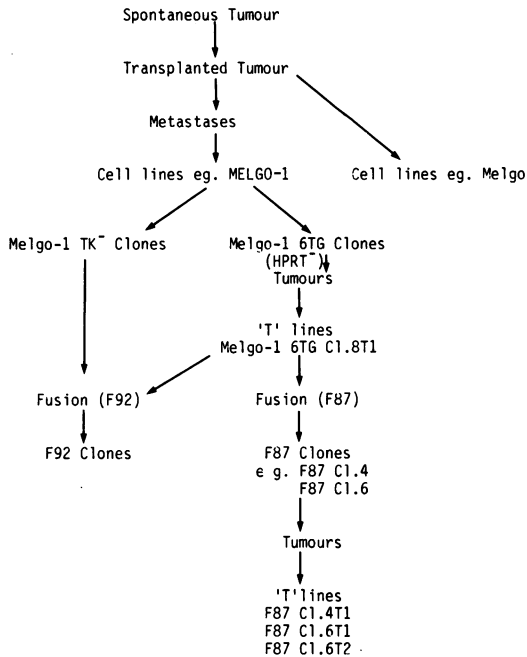 Spontaneous Tumour
Transplanted Tumour
Metastases
Cell lines eg. MELGO-1
Cell lines eg. Melgo
Melgo-1 TK⁻ Clones
Melgo-1 6TG Clones
(HPRT⁻)
Tumours
'T' lines
Melgo-1 6TG Cl.8T1
Fusion (F92)
Fusion (F87)
F92 Clones
F87 Clones
e g. F87 Cl.4
F87 Cl.6
Tumours
'T'lines
F87 Cl.4T1
F87 Cl.6T1
F87 Cl.6T2